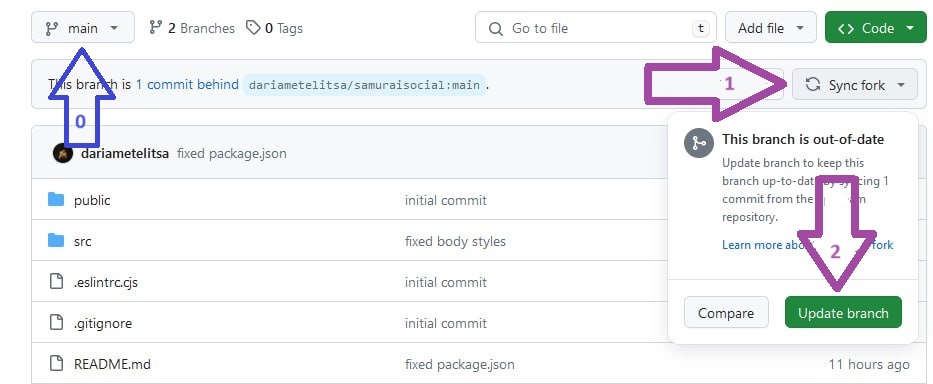 main
2 Branches
0 Tags
Go to file
t
Add file
Code
This branch is 1 commit behind dariametelitsa/samuraisocial:main .
1
Sync fork
0
This branch is out-of-date
dariametelitsa fixed package.json
Update branch to keep this
branch up-to-date by syncing 1
commit from the
repository.
public initial commit
src fixed body styles
Learn more fork
2
.eslintrc.cjs initial commit
.gitignore initial commit
Compare
Update branch
README.md fixed package.json 11 hours ago